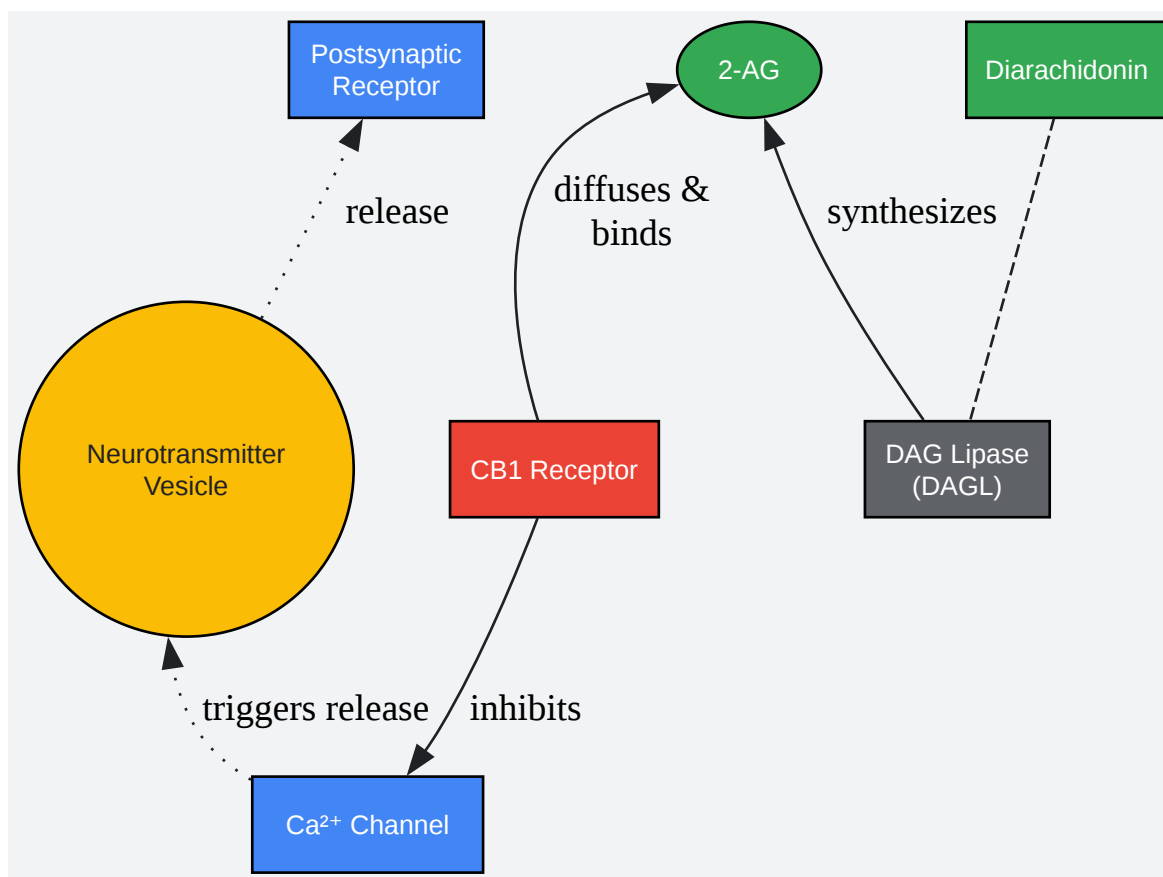 Postsynaptic
Receptor
2-AG
Diarachidonin
release
diffuses &
binds
synthesizes
Neurotransmitter
Vesicle
CB1 Receptor
DAG Lipase
(DAGL)
triggers release
inhibits
Ca²⁺ Channel